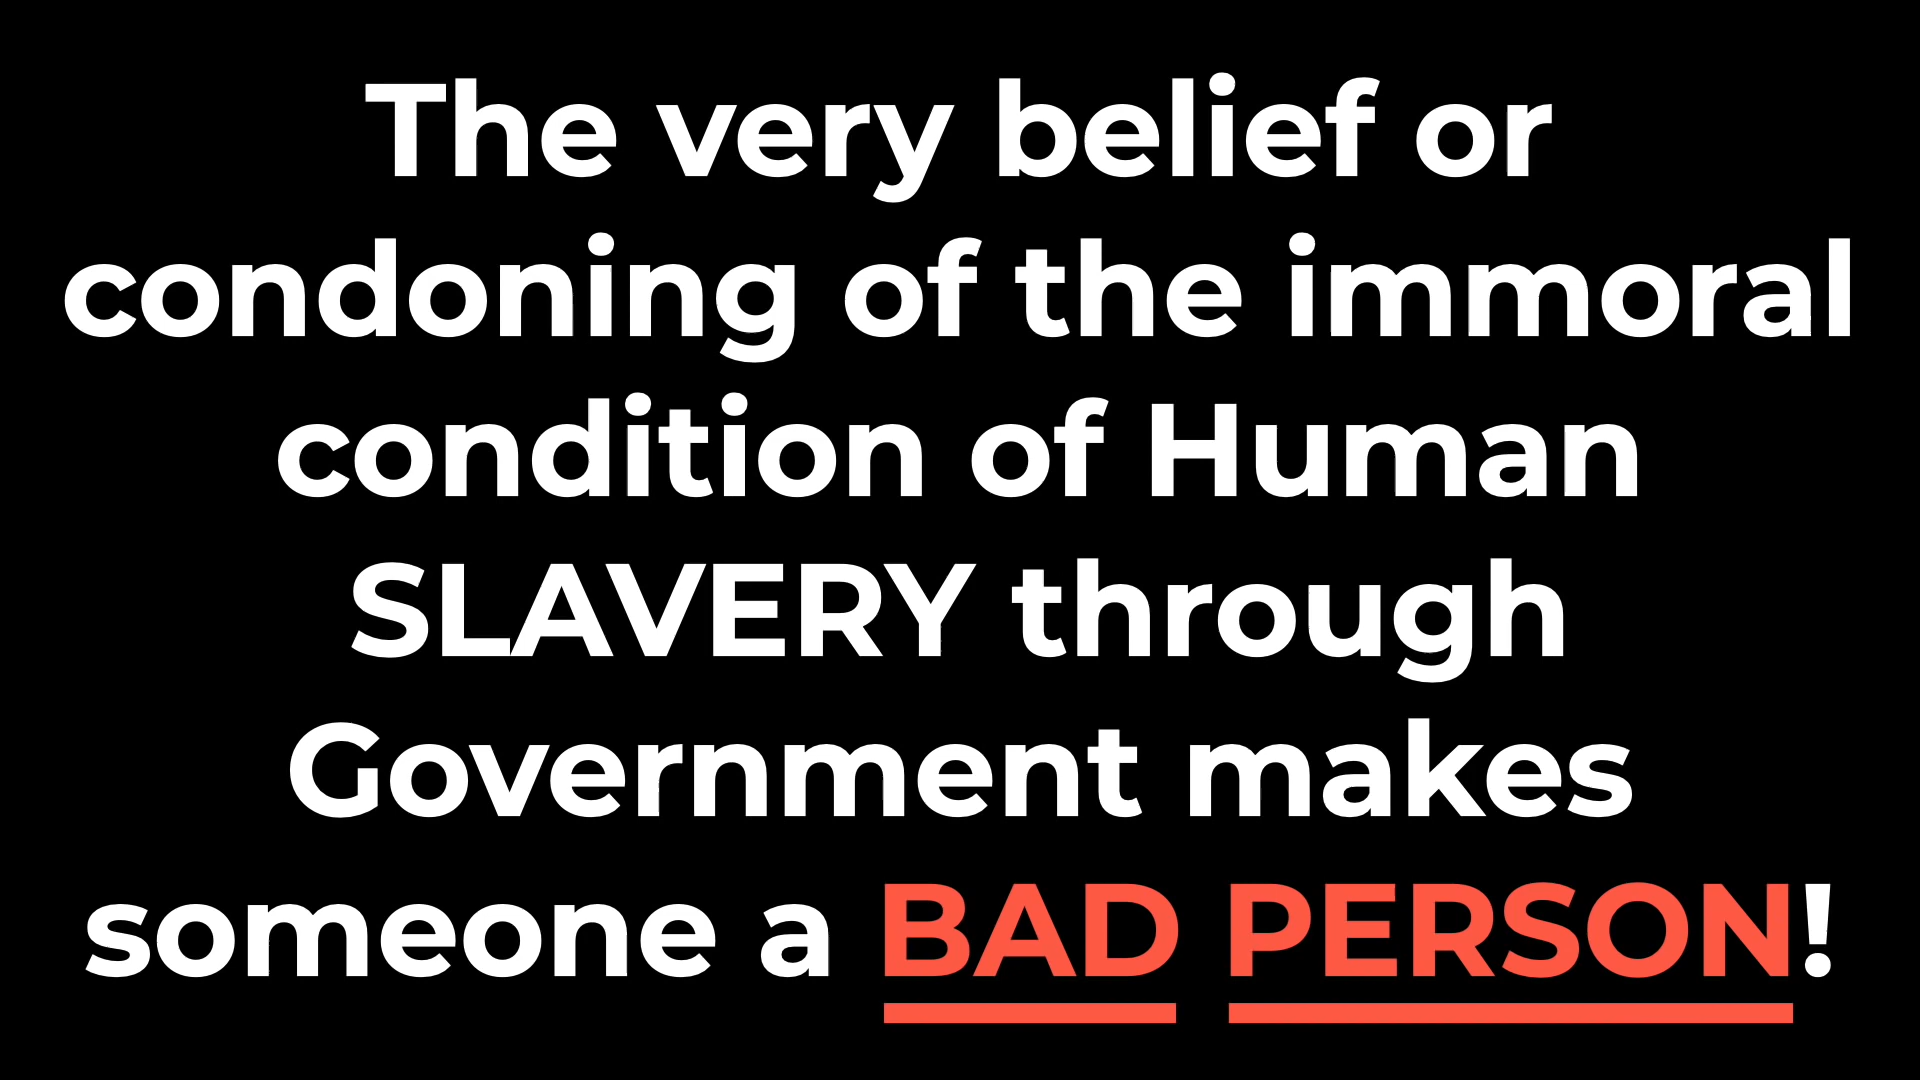 The very belief or
condoning of the immoral
condition of Human
SLAVERY through
Government makes
someone a BAD PERSON!